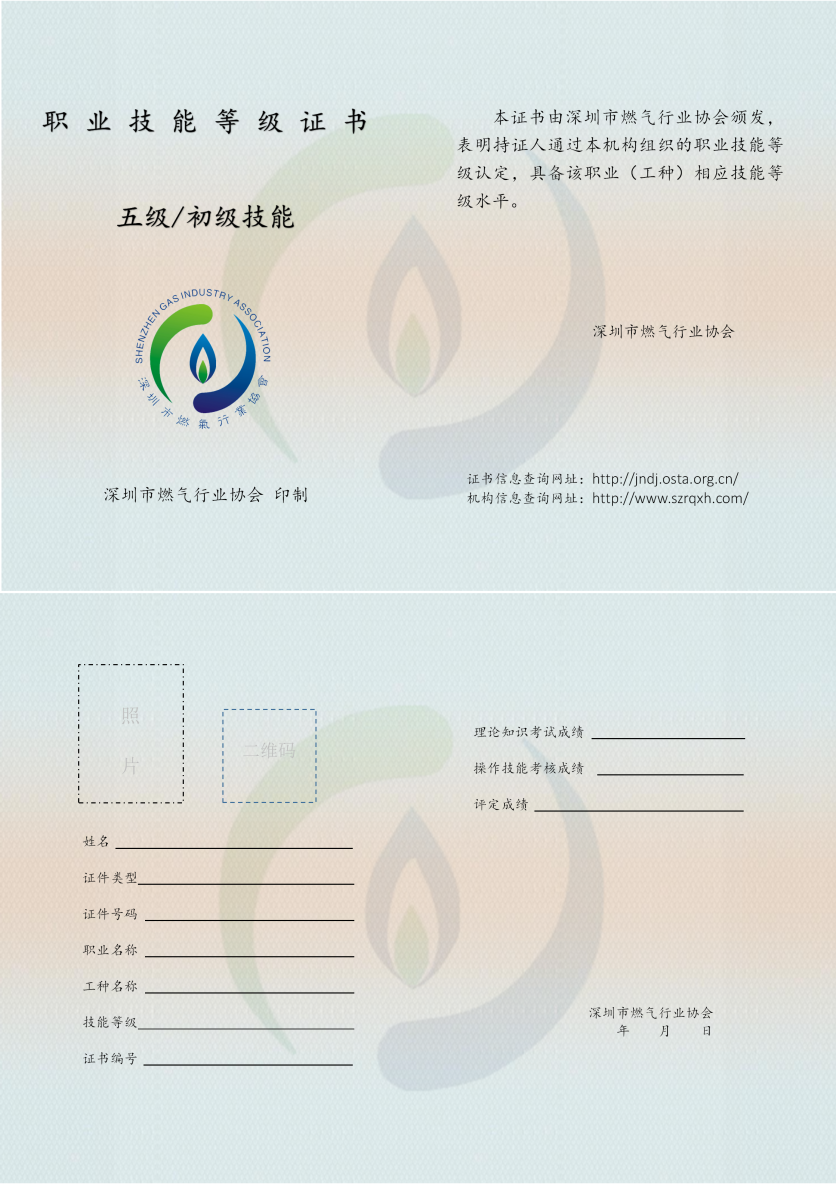 职业技能等级证书
五级/初级技能
SHENZHEN GAS INDUSTRY ASSOCIATION
深圳市燃氣行業協會
深圳市燃气行业协会 印制
本证书由深圳市燃气行业协会颁发，
表明持证人通过本机构组织的职业技能等
级认定，具备该职业（工种）相应技能等
级水平。
深圳市燃气行业协会
证书信息查询网址：http://jndj.osta.org.cn/
机构信息查询网址：http://www.szrqxh.com/
照
片
二维码
姓名
证件类型
证件号码
职业名称
工种名称
技能等级
证书编号
理论知识考试成绩
操作技能考核成绩
评定成绩
深圳市燃气行业协会
年 月 日